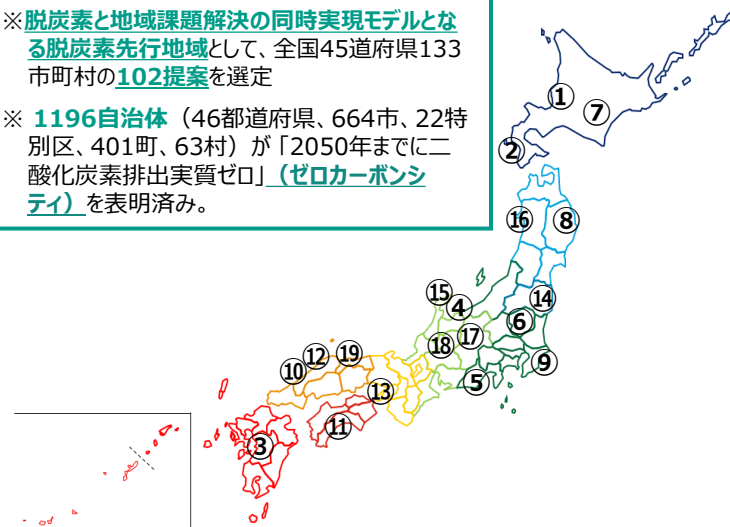 ※脱炭素と地域課題解決の同時実現モデルとな
る脱炭素先行地域として、全国45道府県133
市町村の102提案を選定
※ 1196自治体（46都道府県、664市、22特
別区、401町、63村）が「2050年までに二
酸化炭素排出実質ゼロ」（ゼロカーボンシ
ティ）を表明済み。
①
⑦
②
⑯
⑧
⑮
④
⑭
⑥
⑰
⑱
⑲
⑫
⑩
⑨
⑤
⑬
⑪
③